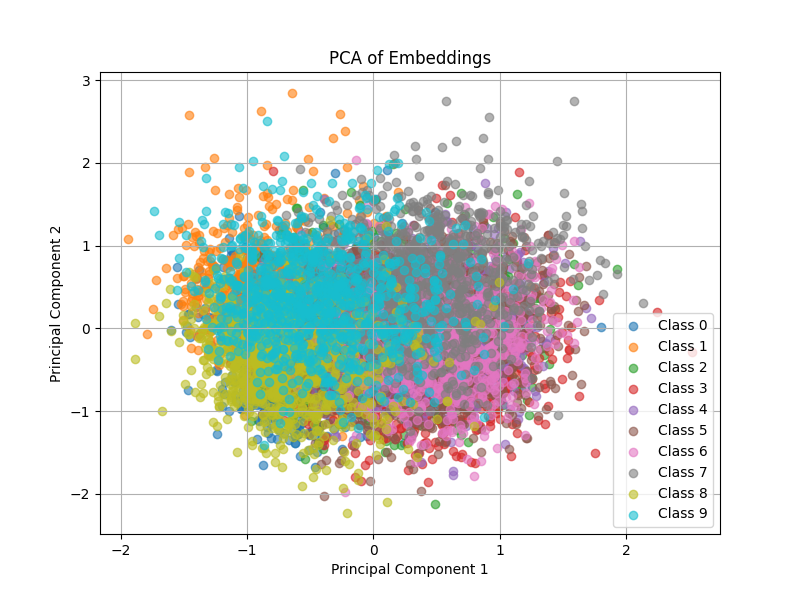 PCA of Embeddings
3
2
1
0
−1
−2
Principal Component 2
−2
−1
0
1
2
Principal Component 1
Class 0
Class 1
Class 2
Class 3
Class 4
Class 5
Class 6
Class 7
Class 8
Class 9